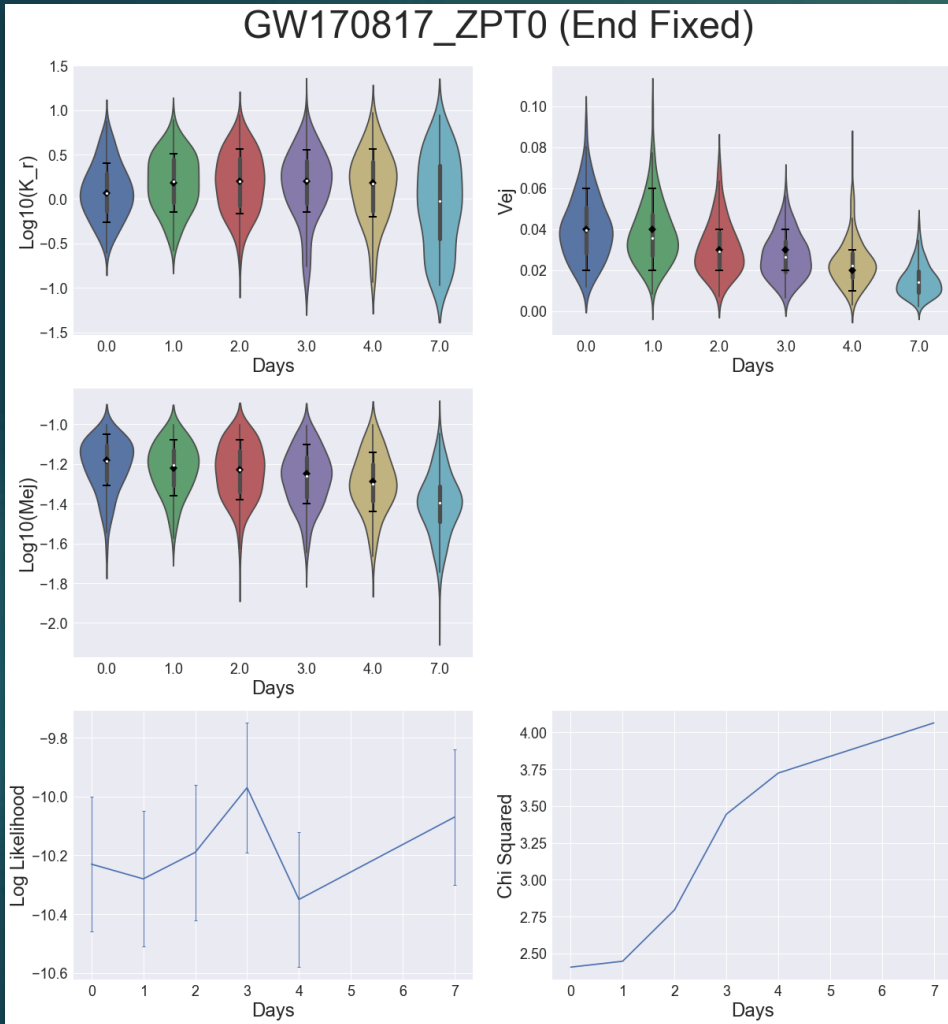 GW170817_ZPT0 (End Fixed)
Log10(K_r)
1.5
1.0
0.5
0.0
−0.5
−1.0
−1.5
0.0 1.0 2.0 3.0 4.0 7.0
Days
Vej
0.10
0.08
0.06
0.04
0.02
0.00
0.0 1.0 2.0 3.0 4.0 7.0
Days
Log10(Mej)
−1.0
−1.2
−1.4
−1.6
−1.8
−2.0
0.0 1.0 2.0 3.0 4.0 7.0
Days
Log Likelihood
−9.8
−10.0
−10.2
−10.4
−10.6
0 1 2 3 4 5 6 7
Days
Chi Squared
4.00
3.75
3.50
3.25
3.00
2.75
2.50
0 1 2 3 4 5 6 7
Days